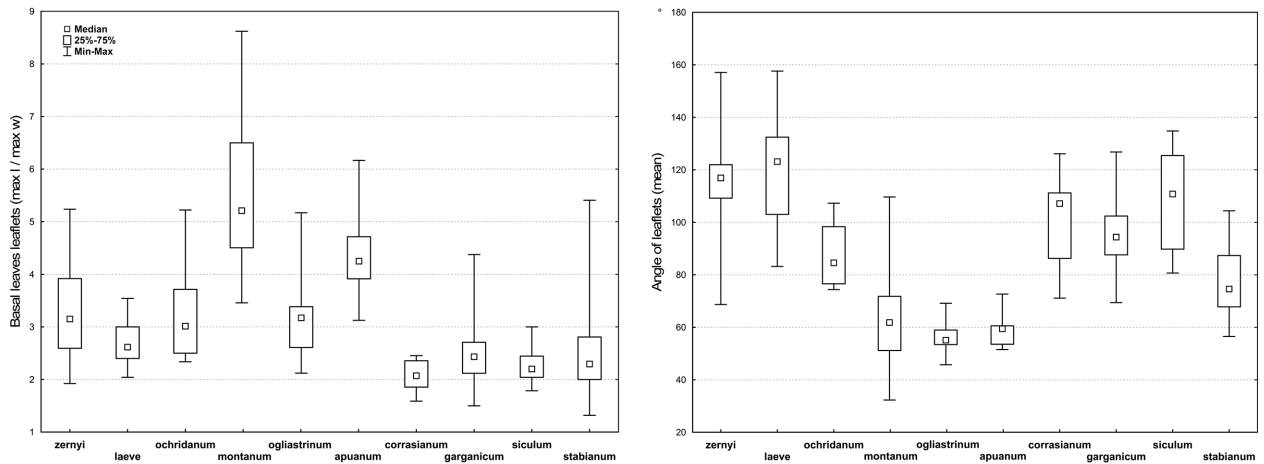 Basal leaves leaflets (max l / max w)
9
8
7
6
5
4
3
2
1
Median
25%-75%
Min-Max
zernyi
laeve
ochridanum
montanum
ogliastrinum
apuanum
corrasianum
garganicum
siculum
stabianum
Angle of leaflets (mean)
°
180
160
140
120
100
80
60
40
20
zernyi
laeve
ochridanum
montanum
ogliastrinum
apuanum
corrasianum
garganicum
siculum
stabianum